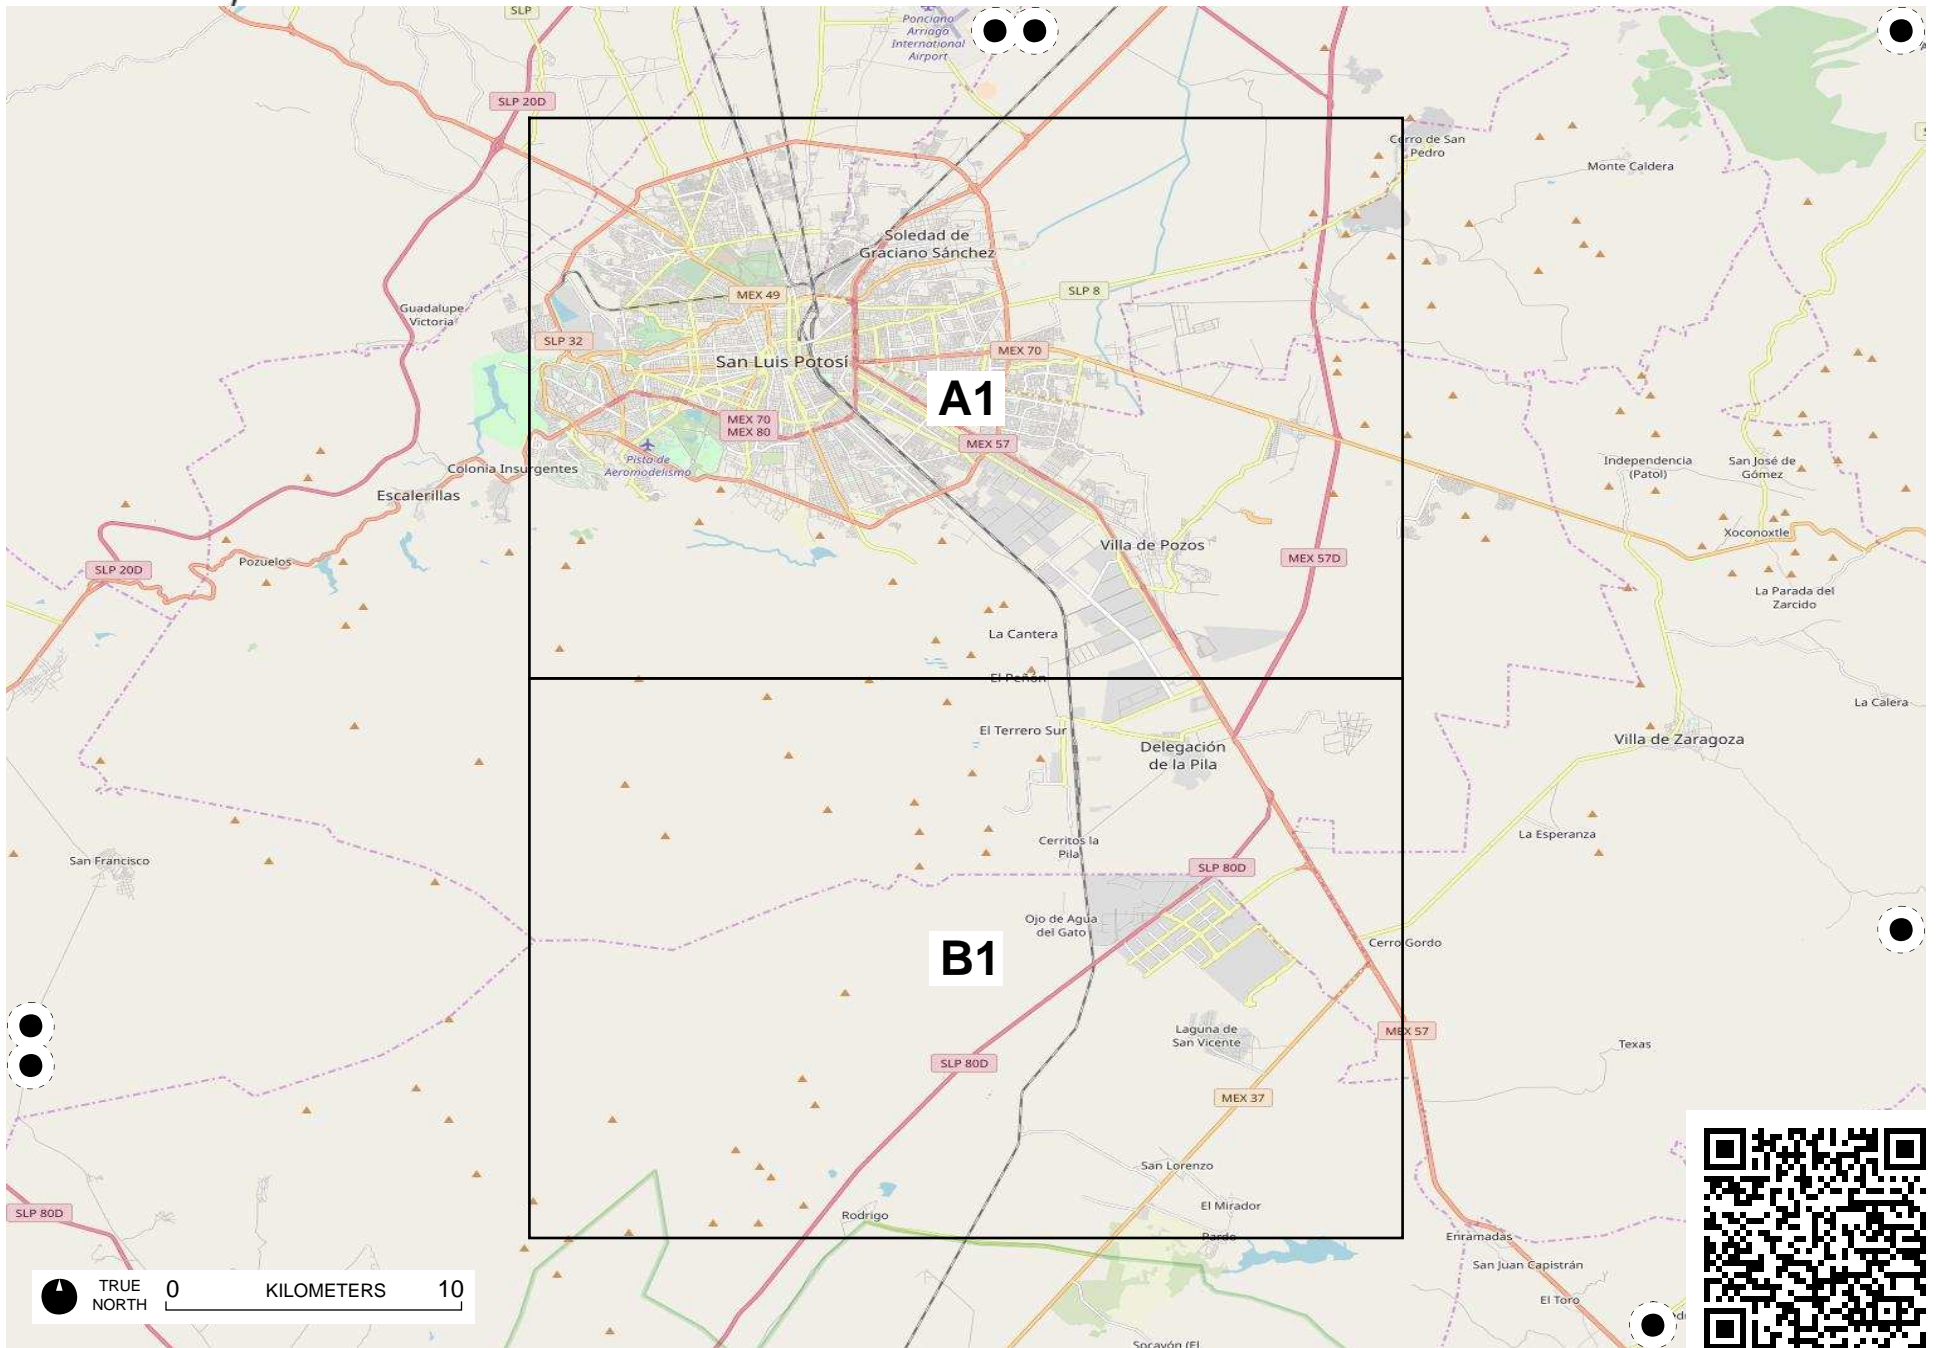 SLP
Ponciano
Arriaga
International
Airport
SLP 20D
Cerro de San
Pedro
Monte Caldera
Soledad de
Graciano Sánchez
SLP 8
MEX 49
Guadalupe
Victoria
SLP 32
MEX 70
San Luis Potosí
A1
MEX 70
MEX 80
MEX 57
Pista de
Aeromodelismo
Colonia Insurgentes
Escalerillas
Independencia
(Patol)
San José de
Gómez
Xoconoxtle
Villa de Pozos
MEX 57D
Pozuelos
SLP 20D
La Parada del
Zarcido
La Cantera
El Peñón
La Calera
El Terrero Sur
Delegación
de la Pila
Villa de Zaragoza
La Esperanza
Cerritos la
Pila
San Francisco
SLP 80D
Ojo de Agua
del Gato
Cerro Gordo
B1
Laguna de
San Vicente
MEX 57
Texas
SLP 80D
MEX 37
San Lorenzo
El Mirador
SLP 80D
Rodrigo
Pardo
Enramadas
San Juan Capistrán
El Toro
TRUE
NORTH
0 KILOMETERS 10
Socavón (El